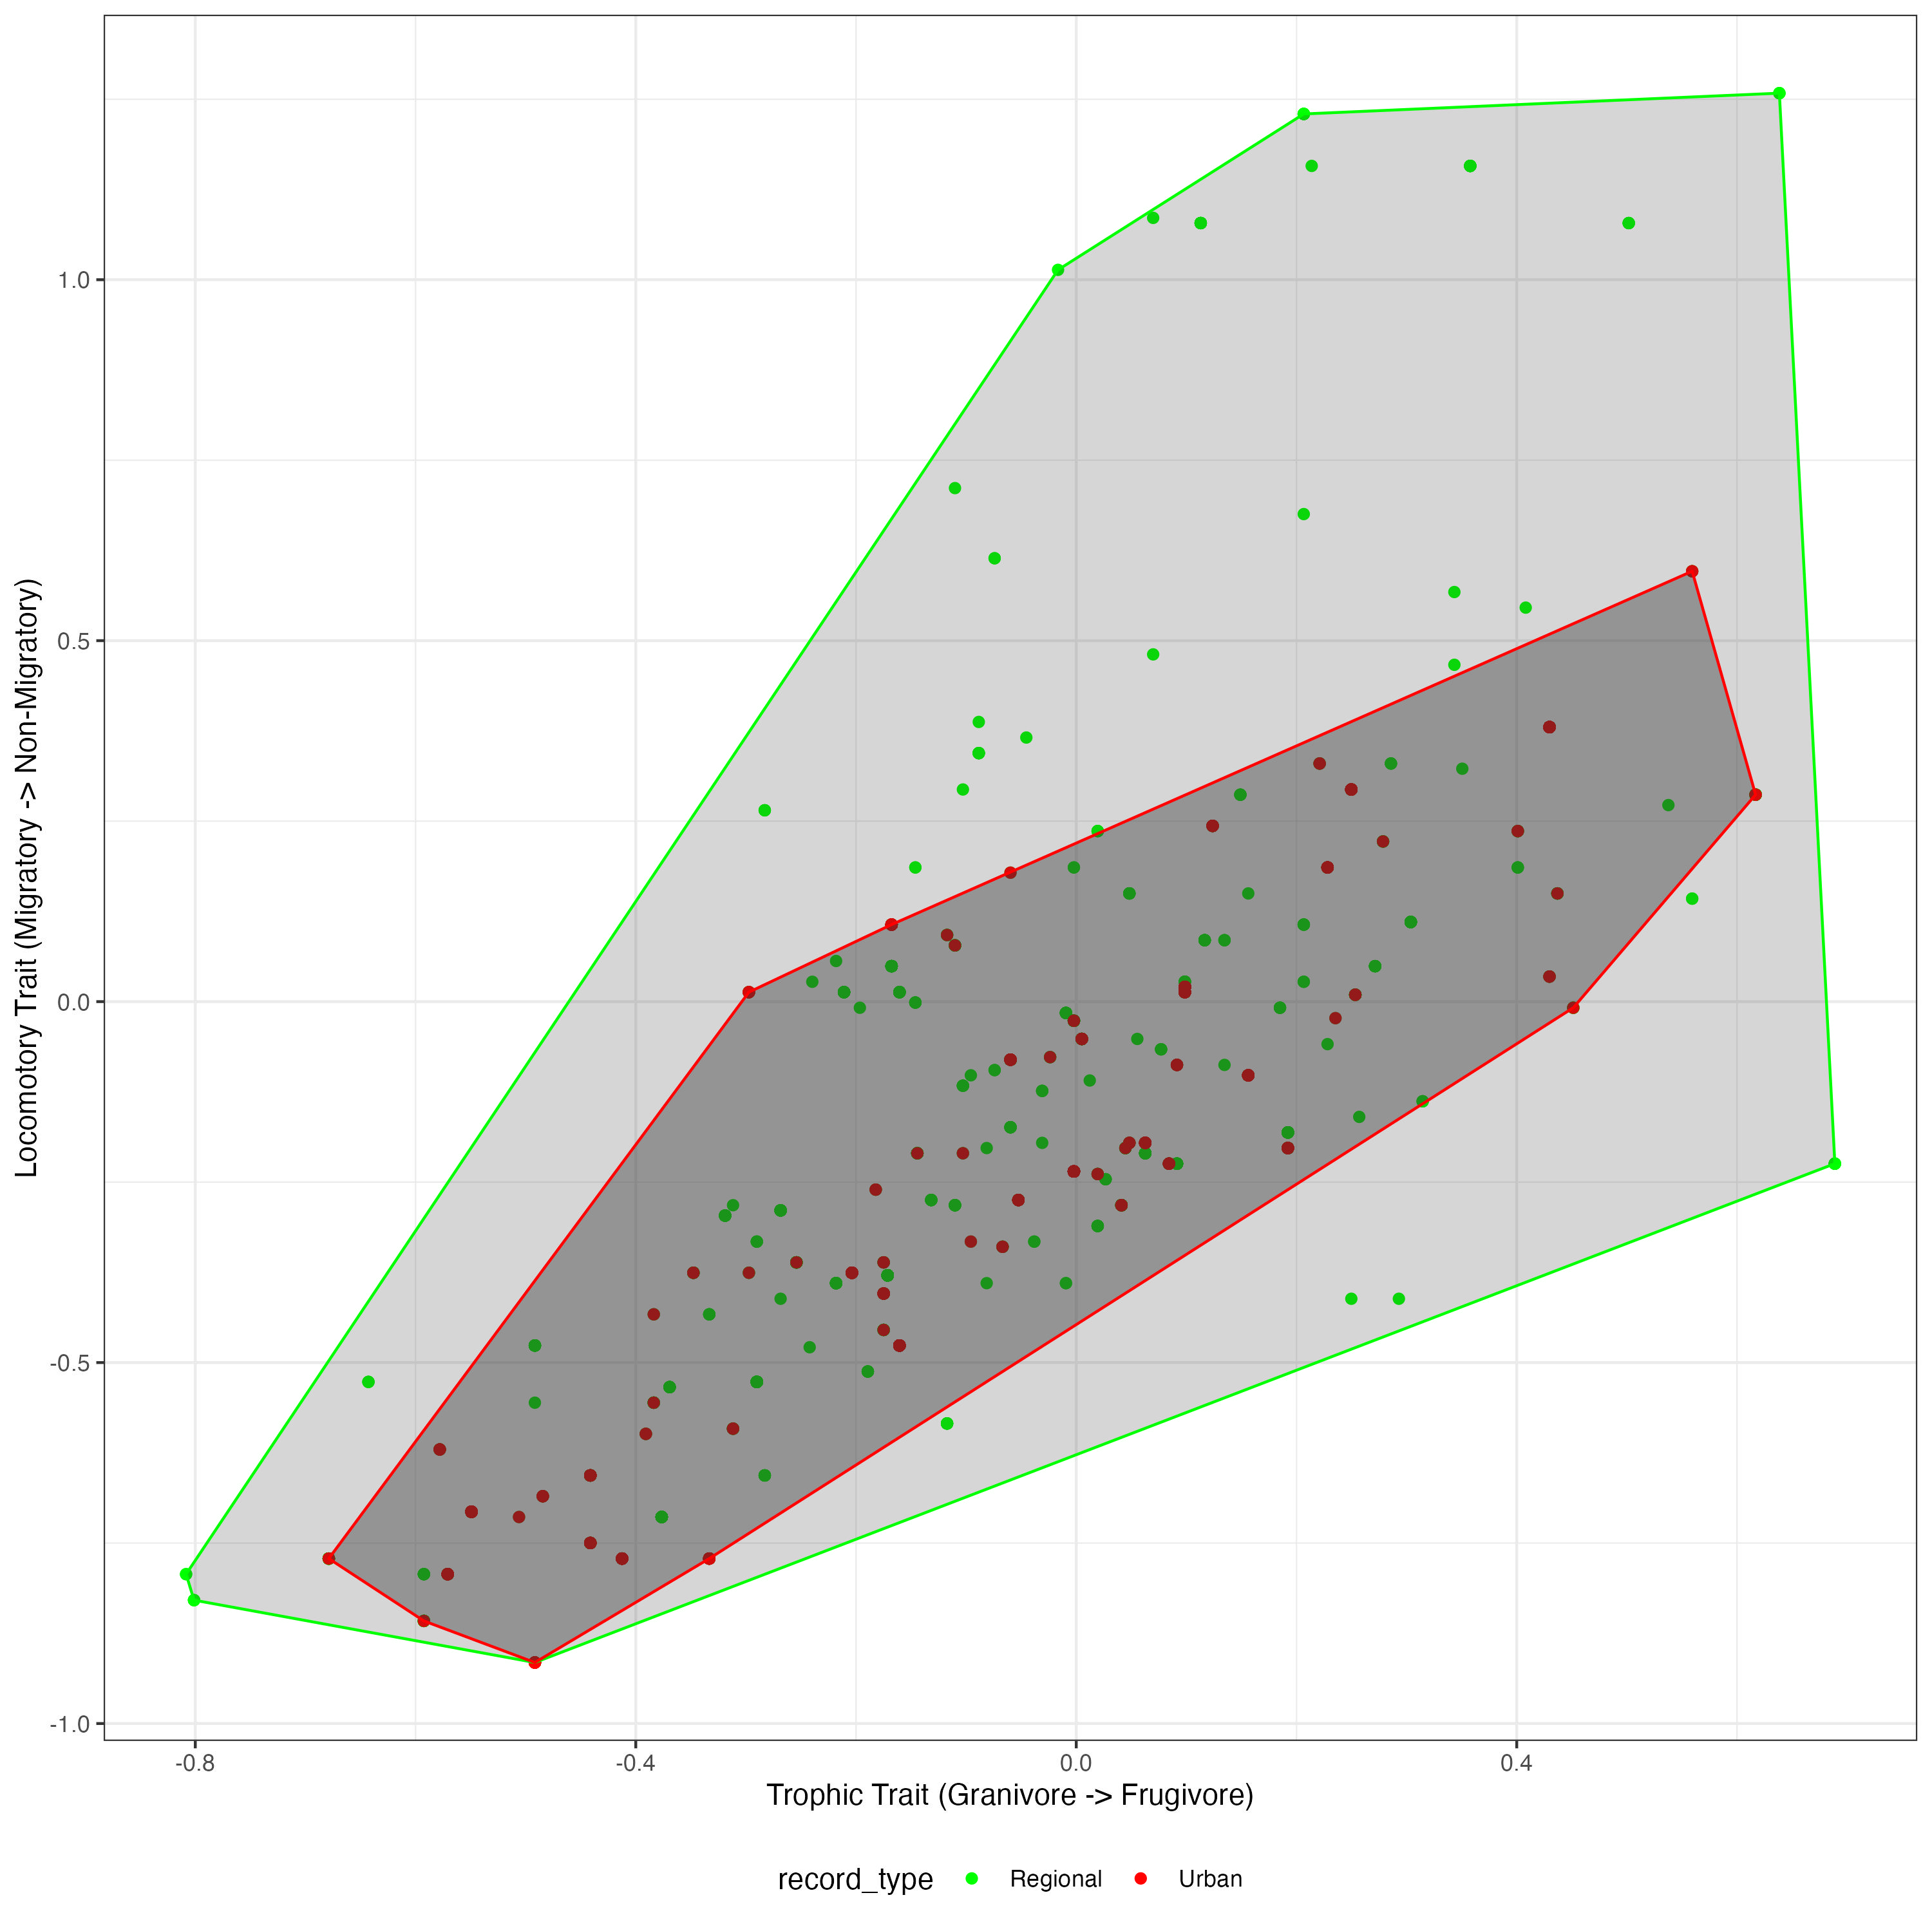 Locomotory Trait (Migratory -> Non-Migratory)
1.0
0.5
0.0
-0.5
-1.0
-0.8
-0.4
0.0
0.4
Trophic Trait (Granivore -> Frugivore)
record_type
Regional
Urban